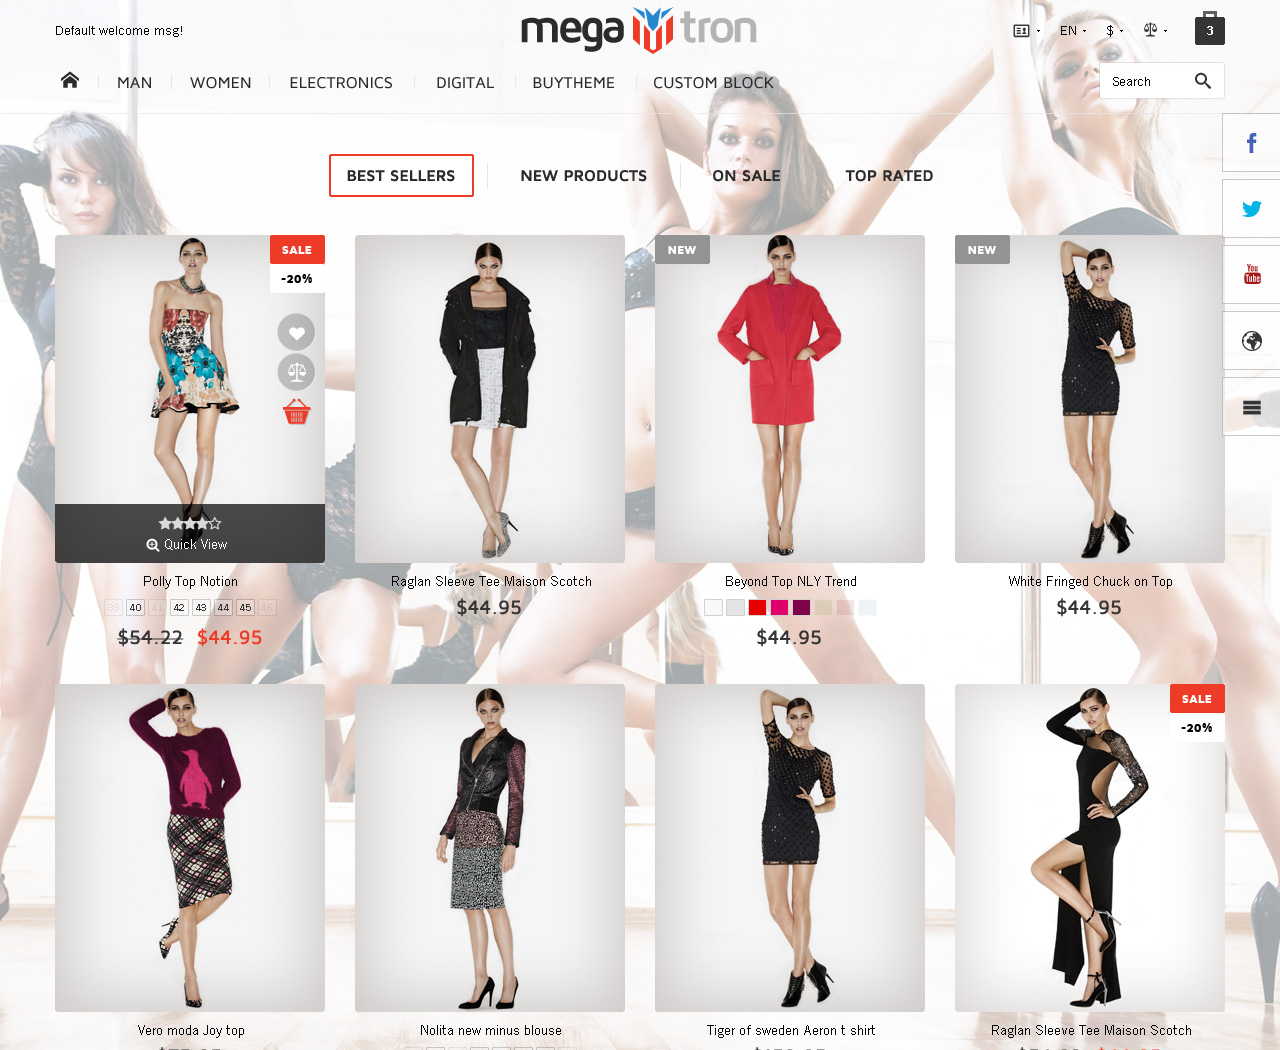 Default welcome msg!
mega tron
EN
$
3
MAN
WOMEN
ELECTRONICS
DIGITAL
BUYTHEME
CUSTOM BLOCK
Search
BEST SELLERS
NEW PRODUCTS
ON SALE
TOP RATED
You
Tube
SALE
-20%
NEW
NEW
Quick View
Polly Top Notion
39 40 41 42 43 44 45 46
$54.22 $44.95
Raglan Sleeve Tee Maison Scotch
$44.95
Beyond Top NLY Trend
$44.95
White Fringed Chuck on Top
$44.95
SALE
-20%
Vero moda Joy top
Nolita new minus blouse
Tiger of sweden Aeron t shirt
Raglan Sleeve Tee Maison Scotch